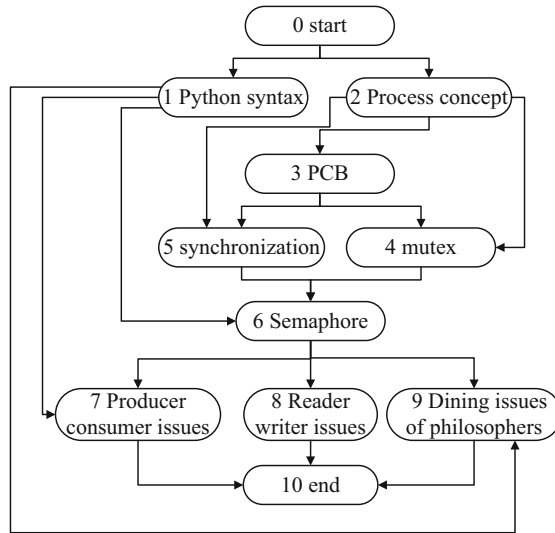 0 start
1 Python syntax
2 Process concept
3 PCB
5 synchronization
4 mutex
6 Semaphore
7 Producer
consumer issues
8 Reader
writer issues
9 Dining issues
of philosophers
10 end